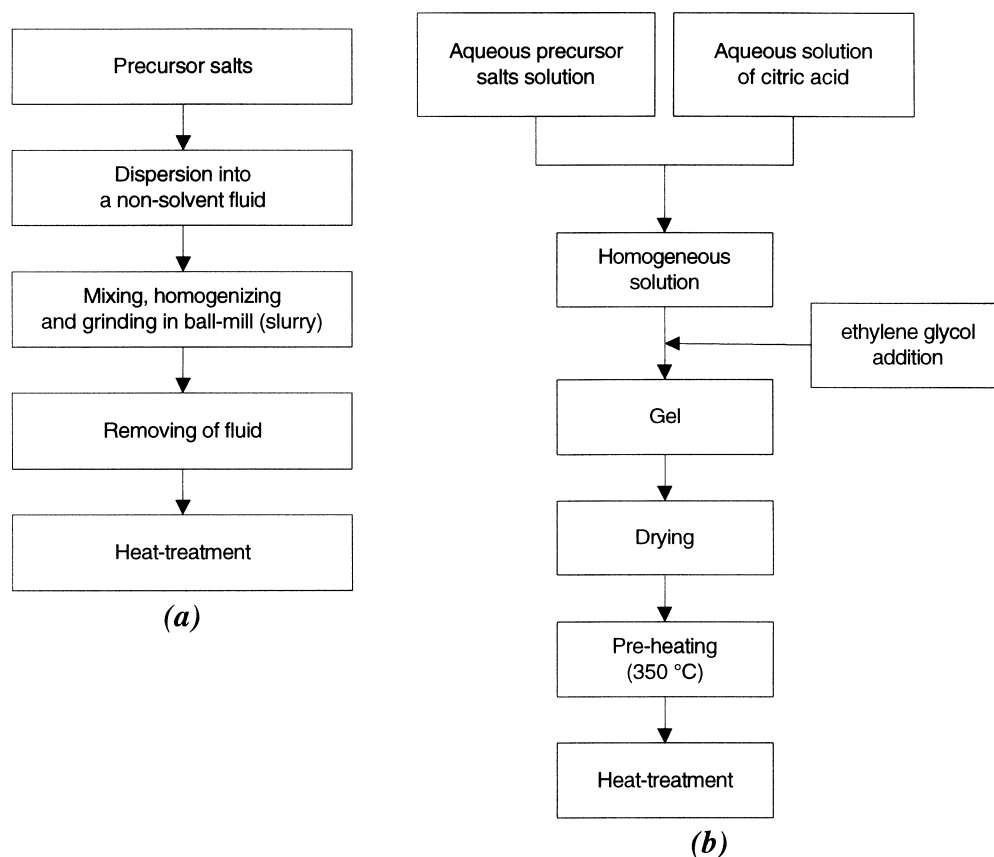 Precursor salts
Dispersion into
a non-solvent fluid
Mixing, homogenizing
and grinding in ball-mill (slurry)
Removing of fluid
Heat-treatment
(a)
Aqueous precursor
salts solution
Aqueous solution
of citric acid
Homogeneous
solution
ethylene glycol
addition
Gel
Drying
Pre-heating
(350 °C)
Heat-treatment
(b)